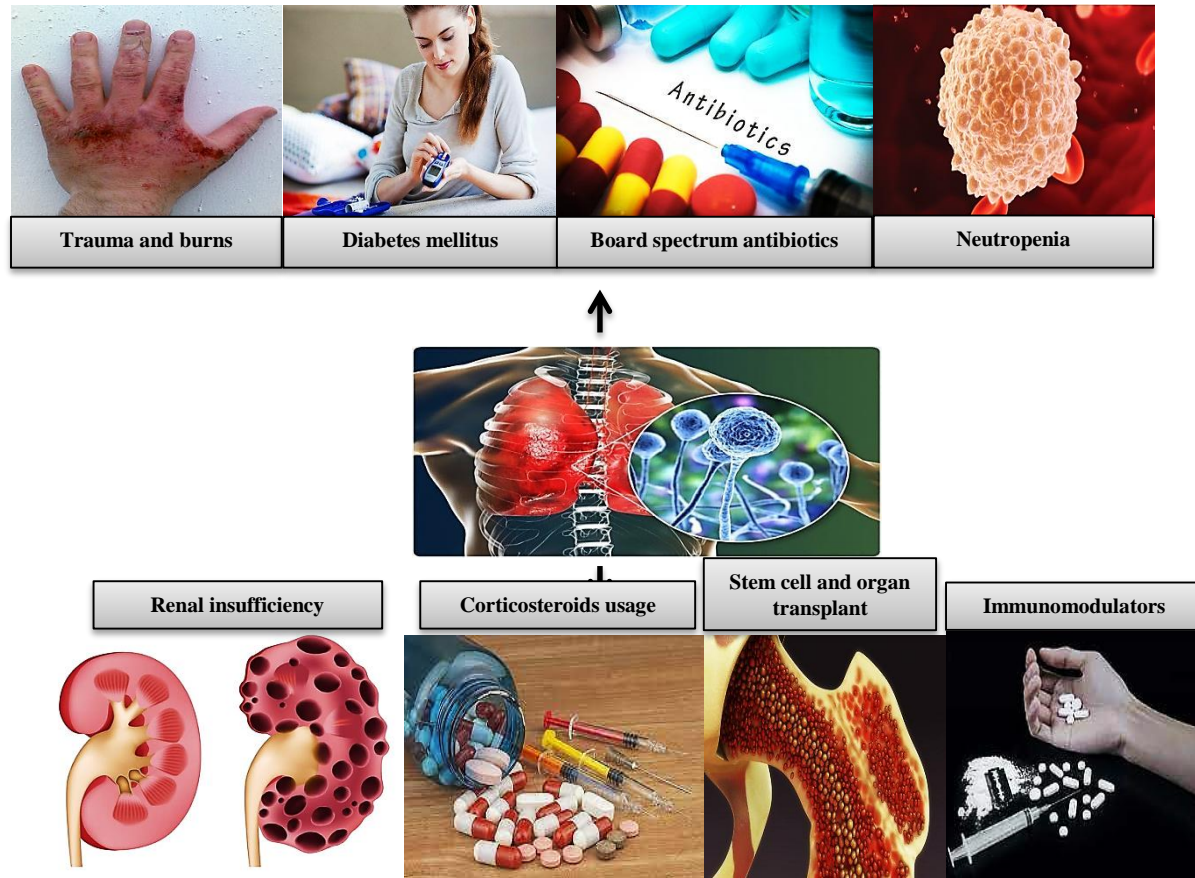 Antibiotics
Trauma and burns
Diabetes mellitus
Board spectrum antibiotics
Neutropenia
Renal insufficiency
Corticosteroids usage
Stem cell and organ
transplant
Immunomodulators